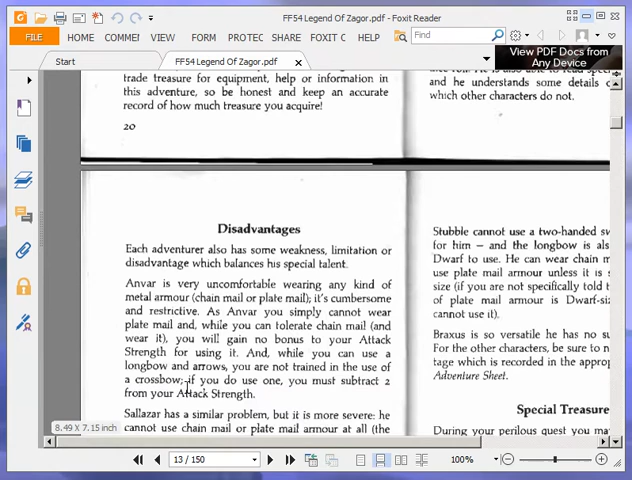 FF54 Legend Of Zagor.pdf - Foxit Reader
FILE HOME COMMEI VIEW FORM PROTEC SHARE FOXIT C HELP Find
View PDF Docs from
Any Device
Start FF54 Legend Of Zagor.pdf
trade treasure for equipment, help or information in
this adventure, so be honest and keep an accurate
record of how much treasure you acquire!
20
and he understands some details o
which other characters do not.
Disadvantages
Each adventurer also has some weakness, limitation or
disadvantage which balances his special talent.
Anvar is very uncomfortable wearing any kind of
metal armour (chain mail or plate mail); it's cumbersome
and restrictive. As Anvar you simply cannot wear
plate mail and, while you can tolerate chain mail (and
wear it), you will gain no bonus to your Attack
Strength for using it. And, while you can use a
longbow and arrows, you are not trained in the use of
a crossbow; if you do use one, you must subtract 2
from your Attack Strength.
Sallazar has a similar problem, but it is more severe: he
cannot use chain mail or plate mail armour at all (the
Stubble cannot use a two-handed sw
for him – and the longbow is als
Dwarf to use. He can wear chain m
use plate mail armour unless it is s
size (if you are not specifically told t
of plate mail armour is Dwarf-siz
cannot use it).
Braxus is so versatile he has no su
For the other characters, be sure to n
tage which is recorded in the approp
Adventure Sheet.
Special Treasure
During your perilous quest you ma
8.49 X 7.15 inch
13 / 150 100%